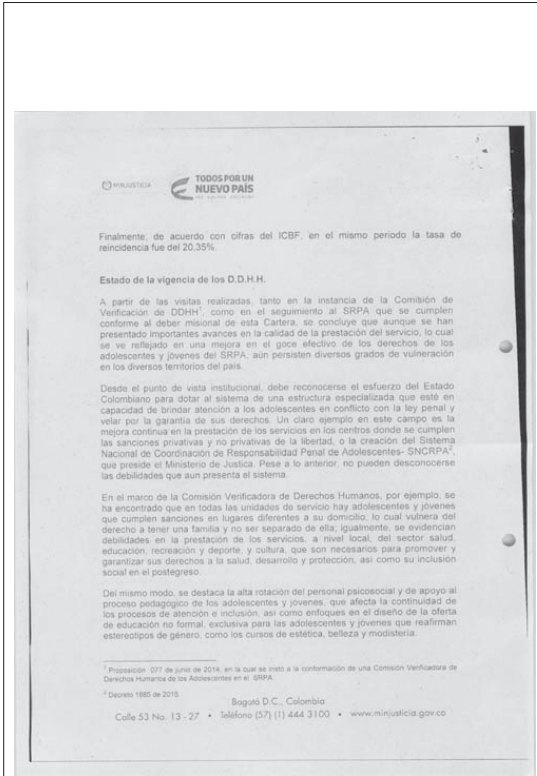 MINJUSTICIA
TODOS POR UN
NUEVO PAÍS
PAZ EQUIDAD EDUCACIÓN
Finalmente, de acuerdo con cifras del ICBF, en el mismo periodo la tasa de
reincidencia fue del 20.35%
Estado de la vigencia de los D.D.H.H.
A partir de las visitas realizadas, tanto en la instancia de la Comisión de
Verificación de DDHH¹, como en el seguimiento al SRPA que se cumplen
conforme al deber misional de esta Cartera, se concluye que aunque se han
presentado importantes avances en la calidad de la prestación del servicio, lo cual
se ve reflejado en una mejora en el goce efectivo de los derechos de los
adolescentes y jóvenes del SRPA, aún persisten diversos grados de vulneración
en los diversos territorios del país.
Desde el punto de vista institucional, debe reconocerse el esfuerzo del Estado
Colombiano para dotar al sistema de una estructura especializada que esté en
capacidad de brindar atención a los adolescentes en conflicto con la ley penal y
velar por la garantía de sus derechos. Un claro ejemplo en este campo es la
mejora continua en la prestación de los servicios en los centros donde se cumplen
las sanciones privativas y no privativas de la libertad, o la creación del Sistema
Nacional de Coordinación de Responsabilidad Penal de Adolescentes- SNCRPA²,
que preside el Ministerio de Justicia. Pese a lo anterior, no pueden desconocerse
las debilidades que aun presenta el sistema.
En el marco de la Comisión Verificadora de Derechos Humanos, por ejemplo, se
ha encontrado que en todas las unidades de servicio hay adolescentes y jóvenes
que cumplen sanciones en lugares diferentes a su domicilio, lo cual vulnera del
derecho a tener una familia y no ser separado de ella; igualmente, se evidencian
debilidades en la prestación de los servicios, a nivel local, del sector salud,
educación, recreación y deporte, y cultura, que son necesarios para promover y
garantizar sus derechos a la salud, desarrollo y protección, así como su inclusión
social en el postegreso.
Del mismo modo, se destaca la alta rotación del personal psicosocial y de apoyo al
proceso pedagógico de los adolescentes y jóvenes, que afecta la continuidad de
los procesos de atención e inclusión, así como enfoques en el diseño de la oferta
de educación no formal, exclusiva para las adolescentes y jóvenes que reafirman
estereotipos de género, como los cursos de estética, belleza y modistería.
¹ Proposición 077 de junio de 2014, en la cual se instó a la conformación de una Comisión Verificadora de
Derechos Humanos de los Adolescentes en el SRPA.
² Decreto 1885 de 2015.
Bogotá D.C., Colombia
Calle 53 No. 13 - 27 • Teléfono (57) (1) 444 3100 • www.minjusticia.gov.co